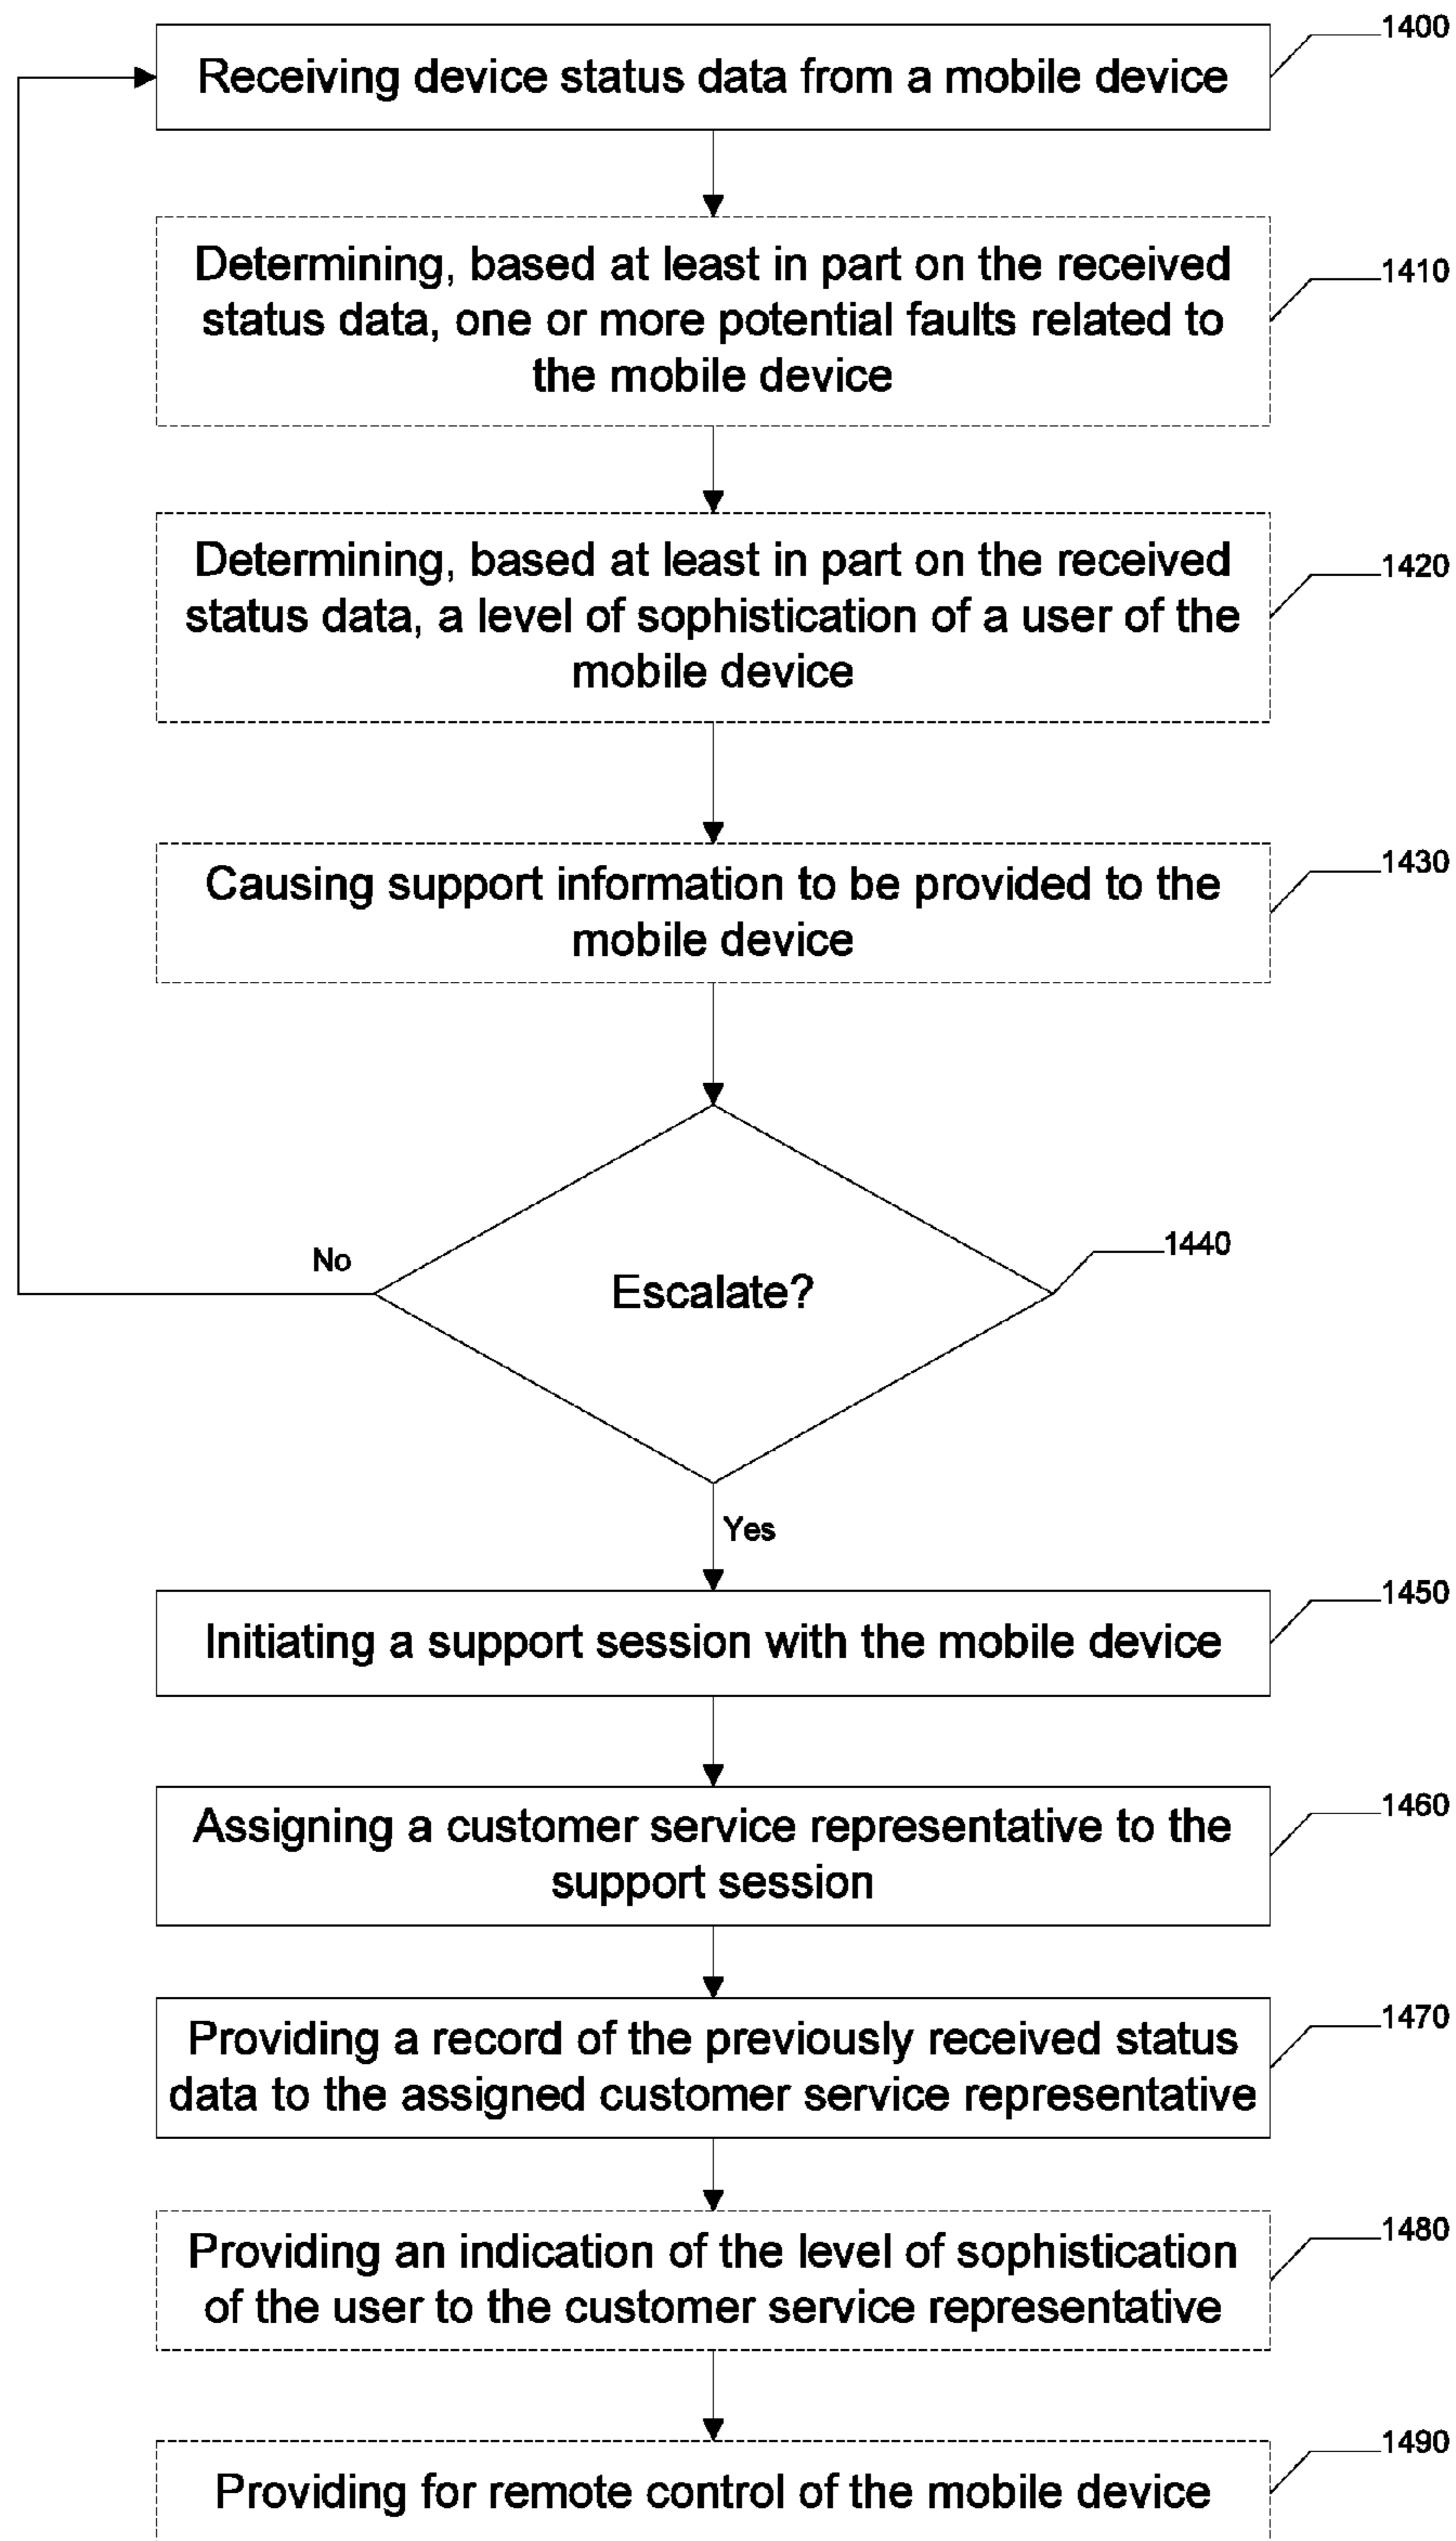 1400
Receiving device status data from a mobile device
1410
Determining, based at least in part on the received
status data, one or more potential faults related to
the mobile device
1420
Determining, based at least in part on the received
status data, a level of sophistication of a user of the
mobile device
1430
Causing support information to be provided to the
mobile device
1440
No
Escalate?
Yes
1450
Initiating a support session with the mobile device
1460
Assigning a customer service representative to the
support session
1470
Providing a record of the previously received status
data to the assigned customer service representative
1480
Providing an indication of the level of sophistication
of the user to the customer service representative
1490
Providing for remote control of the mobile device